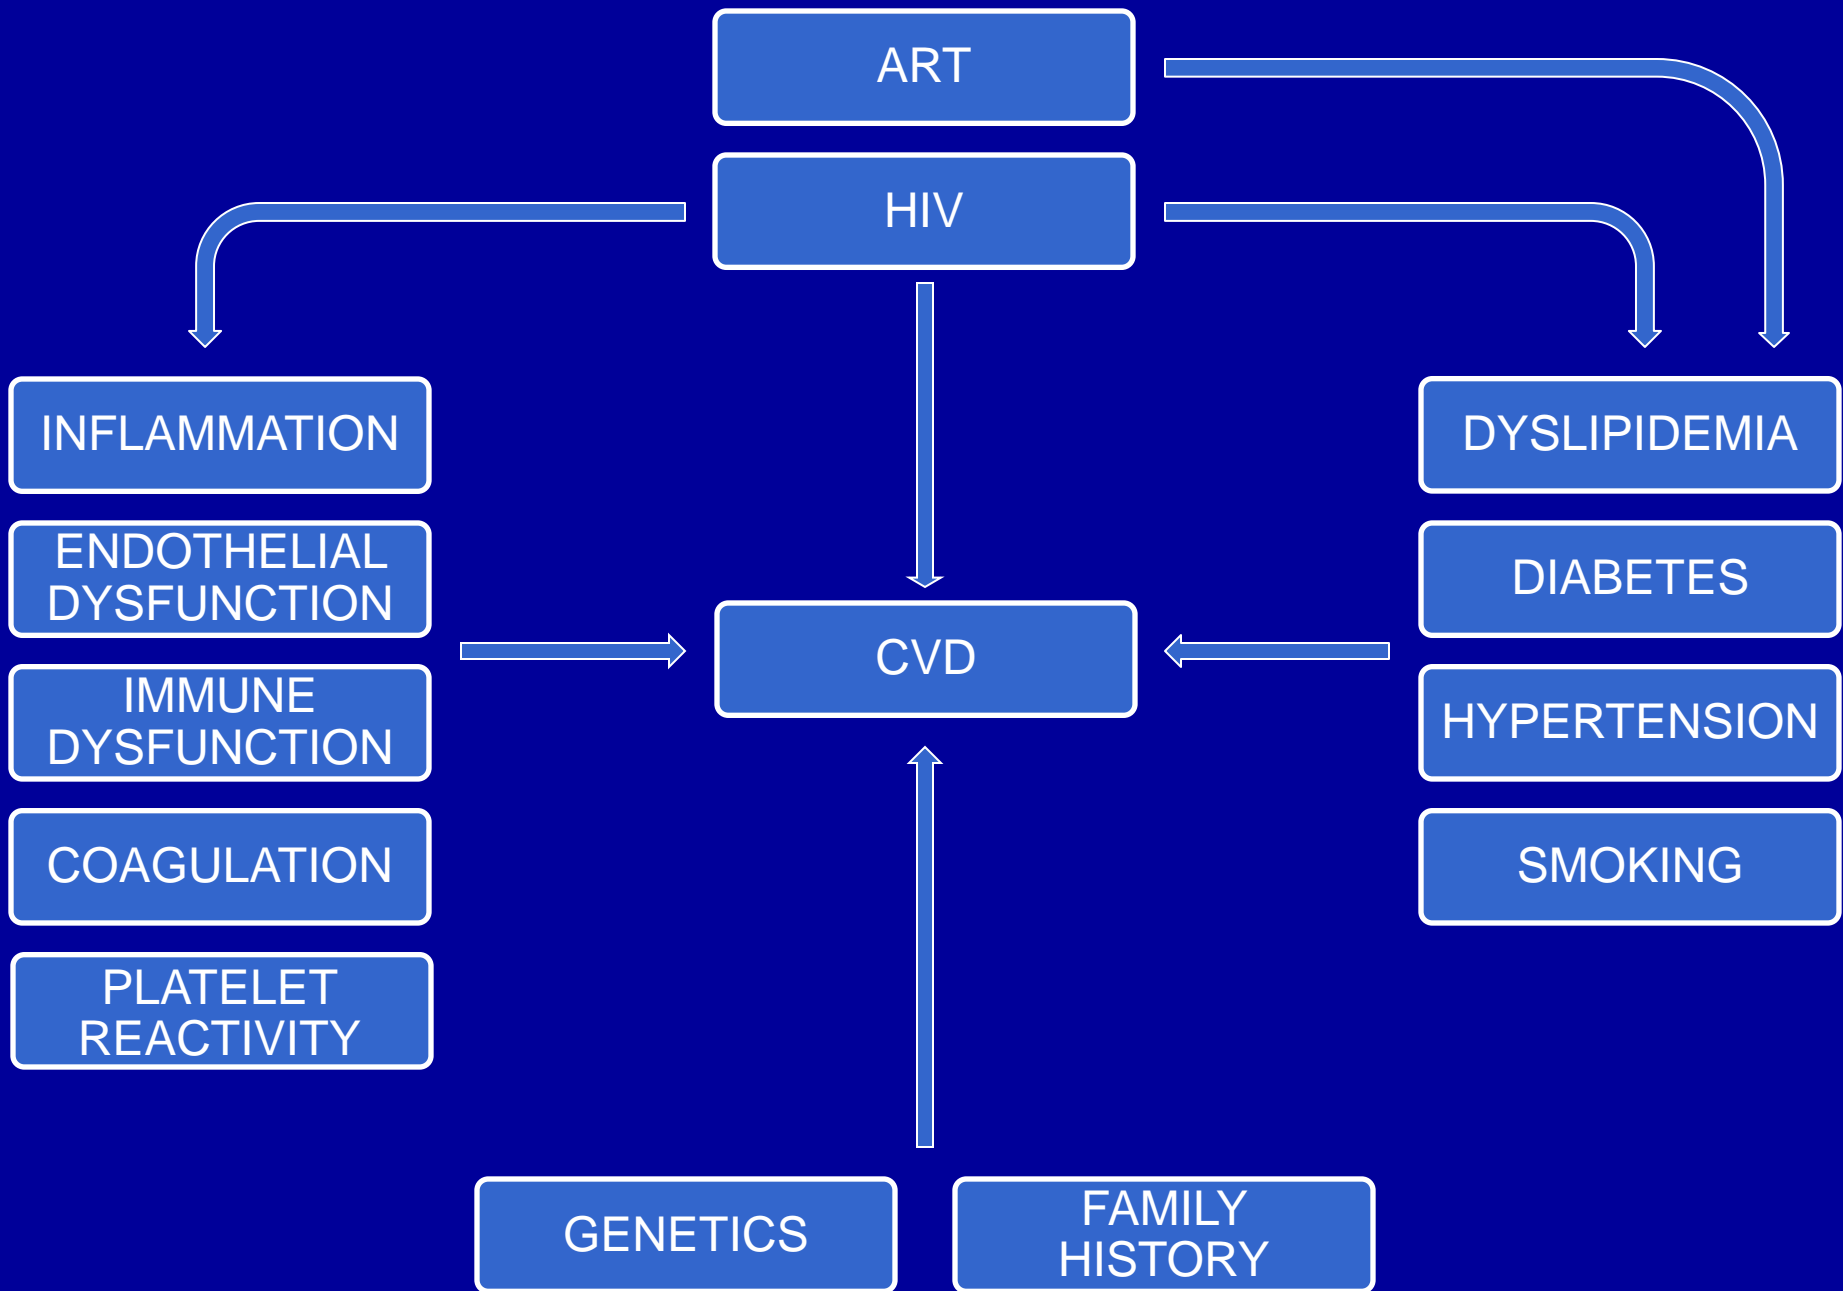 ART
HIV
INFLAMMATION
ENDOTHELIAL
DYSFUNCTION
IMMUNE
DYSFUNCTION
COAGULATION
PLATELET
REACTIVITY
CVD
DYSLIPIDEMIA
DIABETES
HYPERTENSION
SMOKING
GENETICS
FAMILY
HISTORY